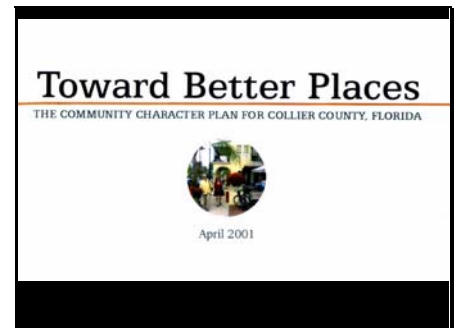 Toward Better Places
THE COMMUNITY CHARACTER PLAN FOR COLLIER COUNTY, FLORIDA
April 2001